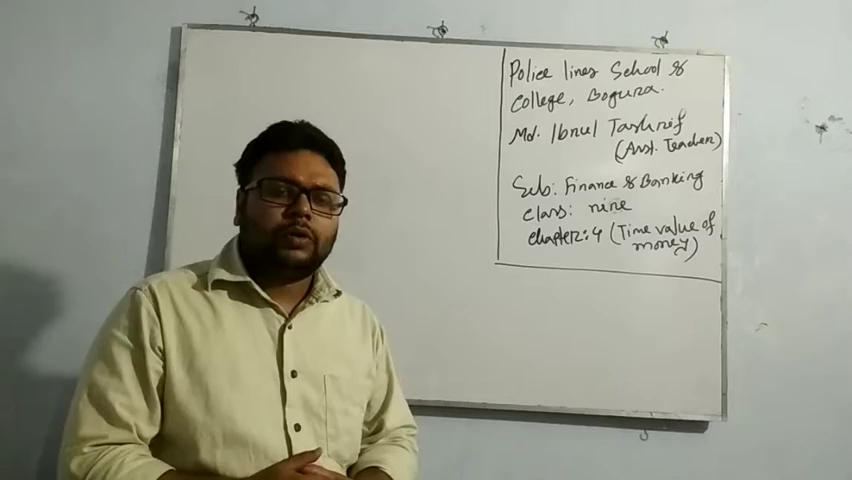 Police lines School &
College, Bogura.
Md. Ibnul Tashrif
(Asst. Teacher)
Sub: Finance & Banking
class: nine
chapter: 4 (Time value of
money)